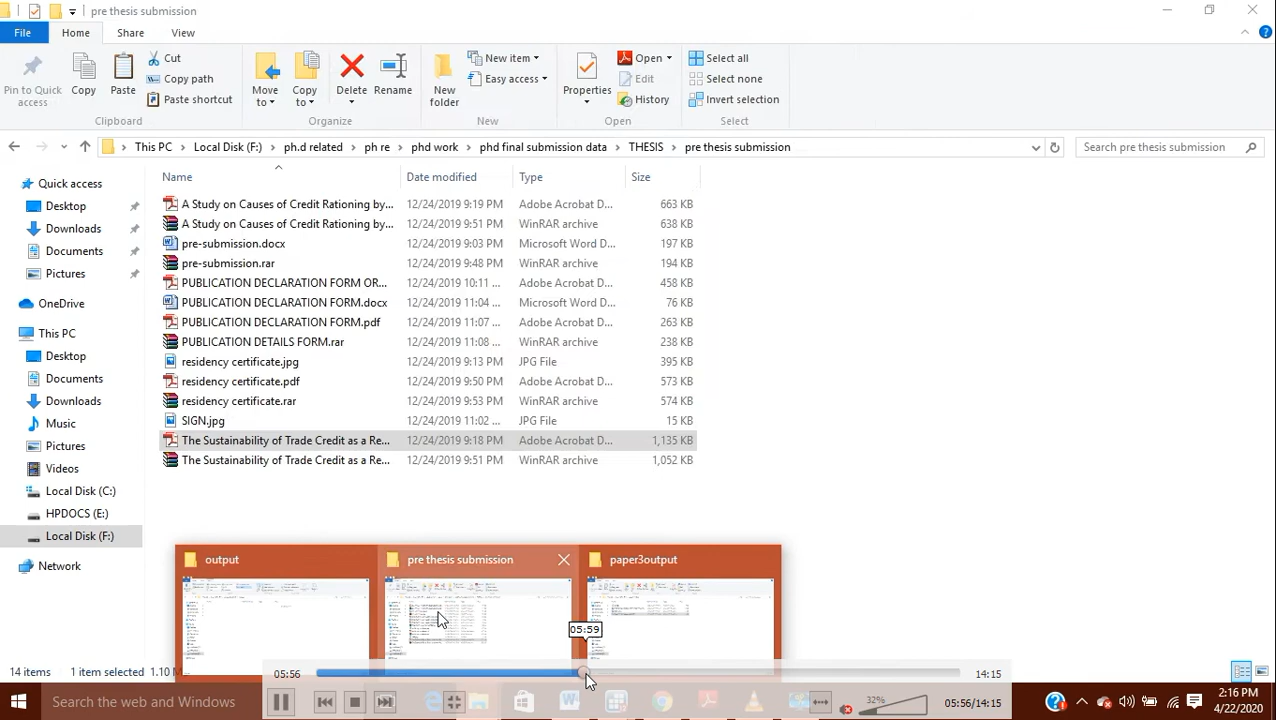 pre thesis submission
File Home Share View
Pin to Quick access
Copy
Paste
Cut
Copy path
Paste shortcut
Move to
Copy to
Delete
Rename
New folder
New item
Easy access
Properties
Open
Edit
History
Select all
Select none
Invert selection
Clipboard Organize New Open Select
This PC Local Disk (F:) ph.d related ph re phd work phd final submission data THESIS pre thesis submission Search pre thesis submission
Name Date modified Type Size
Quick access
Desktop
Downloads
Documents
Pictures
OneDrive
This PC
Desktop
Documents
Downloads
Music
Pictures
Videos
Local Disk (C:)
HPDOCS (E:)
Local Disk (F:)
Network
A Study on Causes of Credit Rationing by... 12/24/2019 9:19 PM Adobe Acrobat D... 663 KB
A Study on Causes of Credit Rationing by... 12/24/2019 9:51 PM WinRAR archive 638 KB
pre-submission.docx 12/24/2019 9:03 PM Microsoft Word D... 197 KB
pre-submission.rar 12/24/2019 9:48 PM WinRAR archive 194 KB
PUBLICATION DECLARATION FORM OR... 12/24/2019 10:11 ... Adobe Acrobat D... 458 KB
PUBLICATION DECLARATION FORM.docx 12/24/2019 11:04 ... Microsoft Word D... 76 KB
PUBLICATION DECLARATION FORM.pdf 12/24/2019 11:07 ... Adobe Acrobat D... 263 KB
PUBLICATION DETAILS FORM.rar 12/24/2019 11:08 ... WinRAR archive 238 KB
residency certificate.jpg 12/24/2019 9:13 PM JPG File 395 KB
residency certificate.pdf 12/24/2019 9:50 PM Adobe Acrobat D... 573 KB
residency certificate.rar 12/24/2019 9:53 PM WinRAR archive 574 KB
SIGN.jpg 12/24/2019 11:02 ... JPG File 15 KB
The Sustainability of Trade Credit as a Re... 12/24/2019 9:18 PM Adobe Acrobat D... 1,135 KB
The Sustainability of Trade Credit as a Re... 12/24/2019 9:51 PM WinRAR archive 1,052 KB
output pre thesis submission paper3output
05:59
14 items 1 item selected 1.10 M
05:56 14:15
Search the web and Windows
32%
05:56/14:15
2:16 PM
4/22/2020